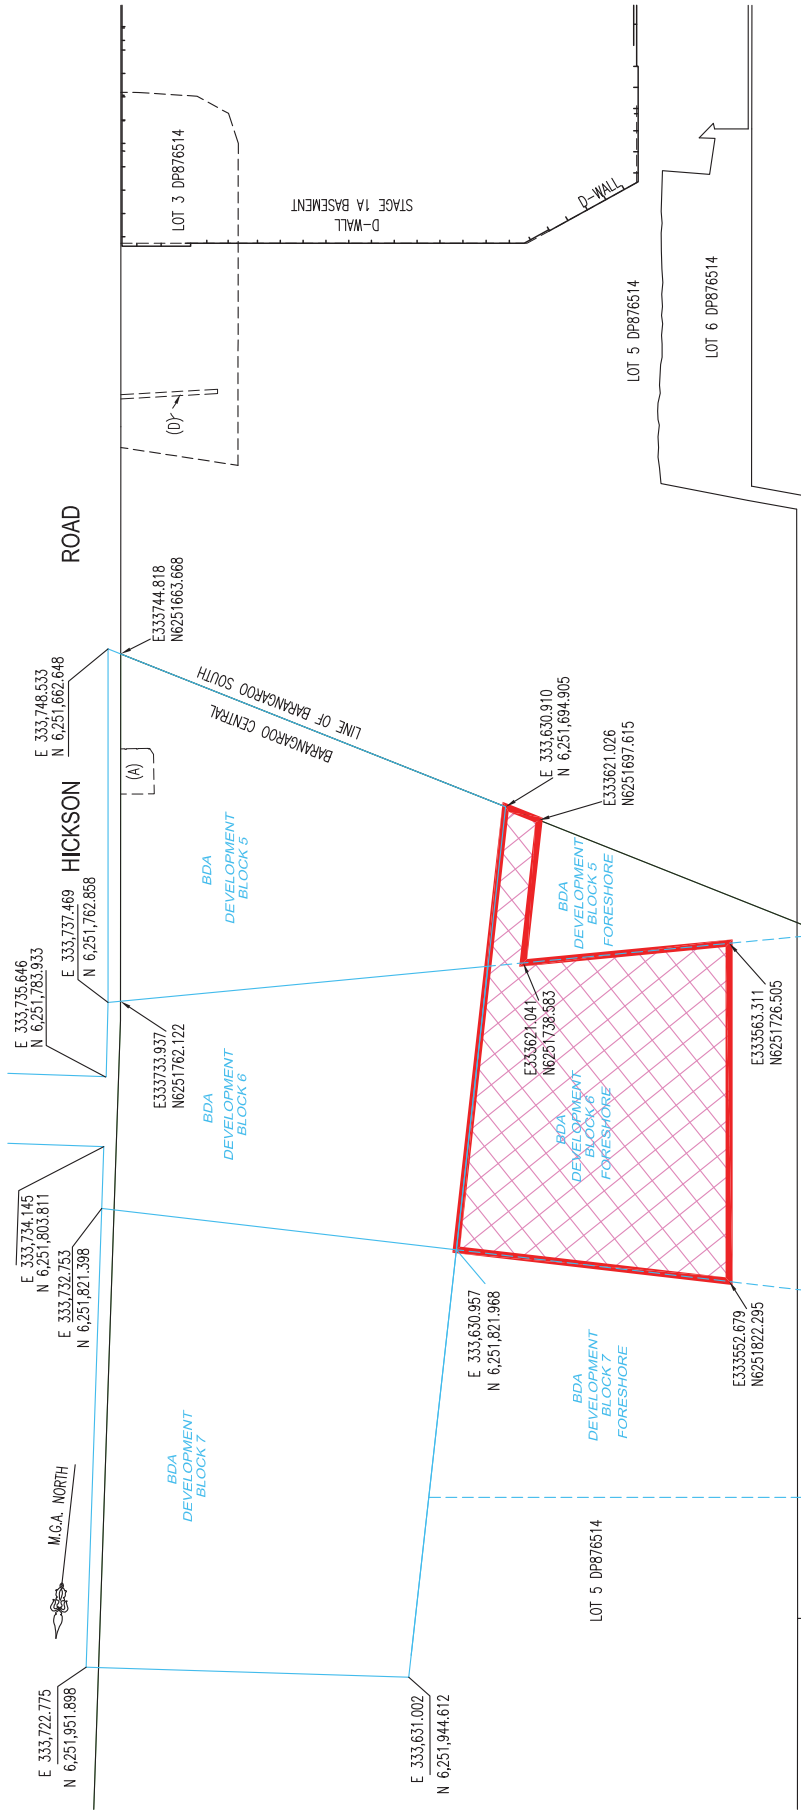 LOT 3 DP876514
D-WALL
STAGE 1A BASEMENT
D-WALL
(D)
LOT 5 DP876514
LOT 6 DP876514
HICKSON ROAD
E 333,748.533
N 6,251,662.648
E333744.818
N6251663.668
(A)
LINE OF BARANGAROO SOUTH
BARANGAROO CENTRAL
E 333,737.469
N 6,251,762.858
E 333,735.646
N 6,251,783.933
E333733.937
N6251762.122
BDA
DEVELOPMENT
BLOCK 5
E 333,630.910
N 6,251,694.905
E333621.026
N6251697.615
BDA
DEVELOPMENT
BLOCK 5
FORESHORE
BDA
DEVELOPMENT
BLOCK 6
E333621.041
N6251738.583
E333563.311
N6251726.505
BDA
DEVELOPMENT
BLOCK 6
FORESHORE
E 333,734.145
N 6,251,803.811
E 333,732.753
N 6,251,821.398
E 333,630.957
N 6,251,821.968
E333552.679
N6251822.295
BDA
DEVELOPMENT
BLOCK 7
FORESHORE
BDA
DEVELOPMENT
BLOCK 7
M.G.A. NORTH
LOT 5 DP876514
E 333,722.775
N 6,251,951.898
E 333,631.002
N 6,251,944.612